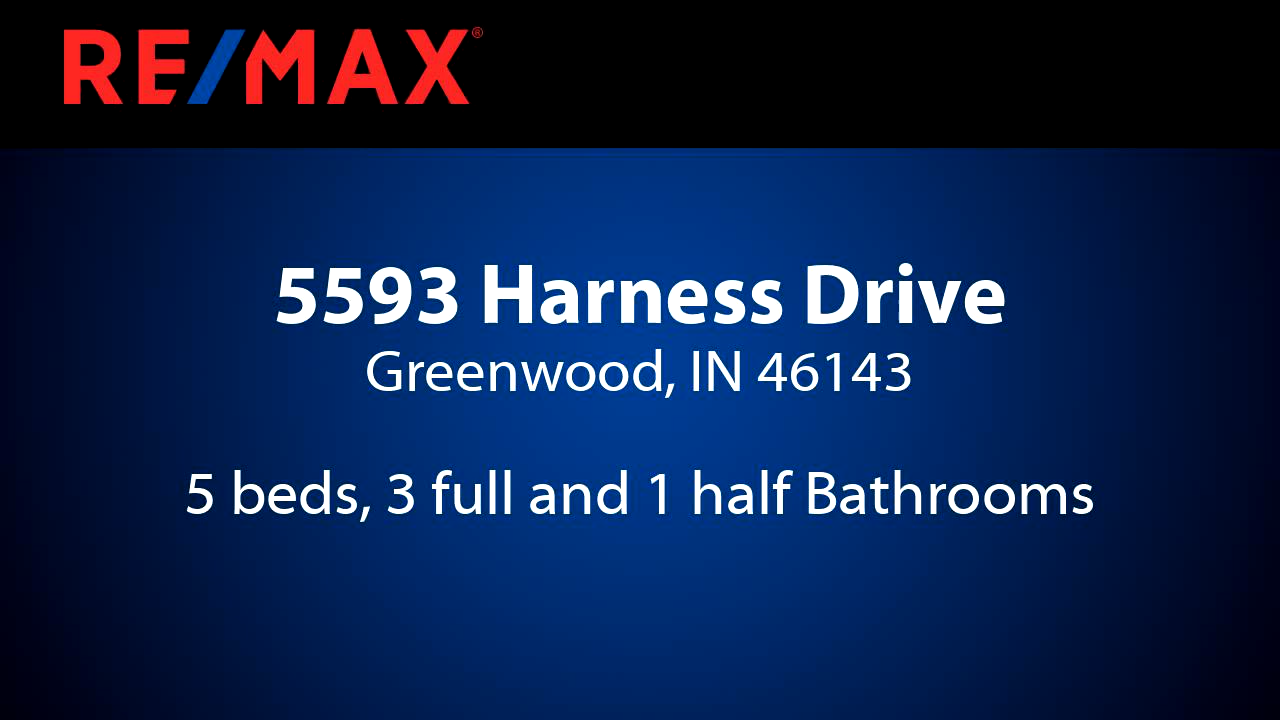 RE/MAX®
5593 Harness Drive
Greenwood, IN 46143
5 beds, 3 full and 1 half Bathrooms